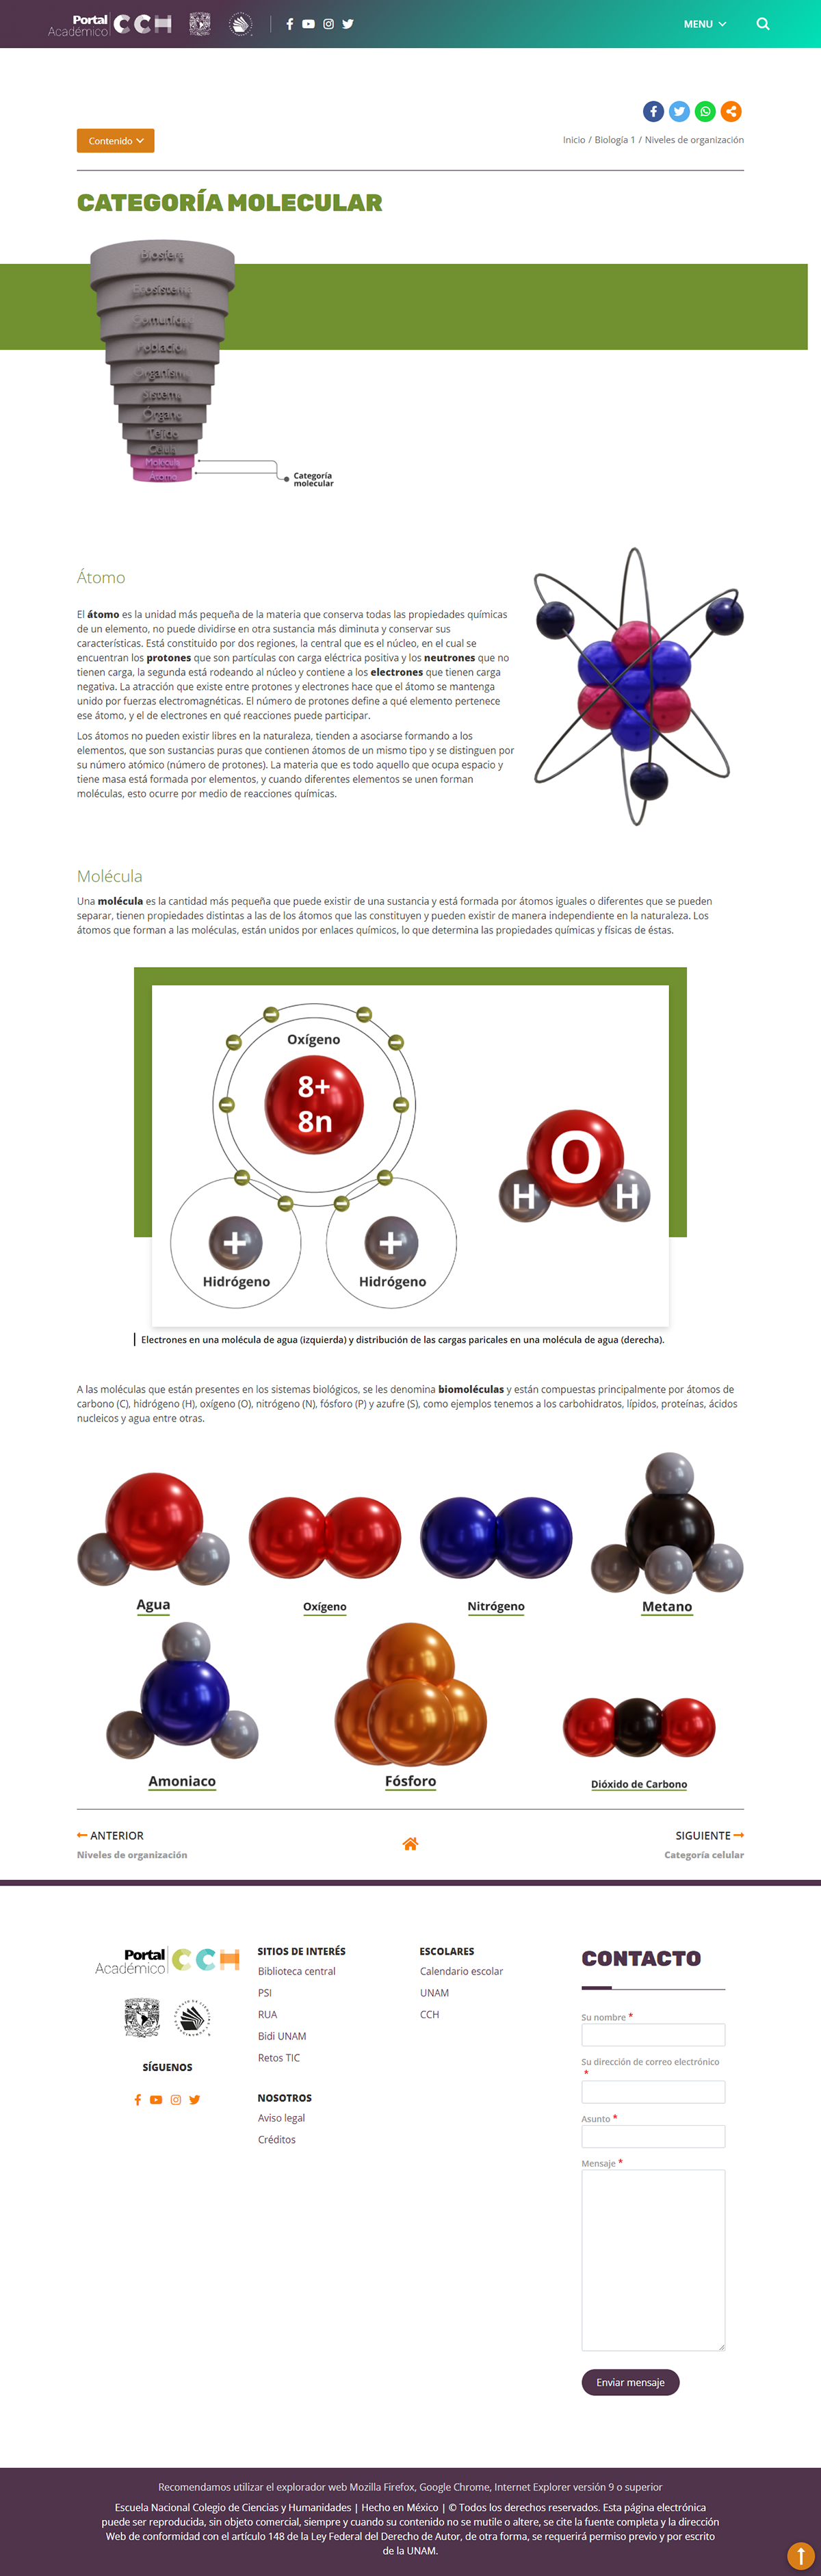 Portal
Académico
CCH
MENU
Contenido
Inicio / Biología 1 / Niveles de organización
CATEGORÍA MOLECULAR
Biosfera
Ecosistema
Comunidad
Población
Organismo
Sistema
Órgano
Tejido
Célula
Molécula
Átomo
Categoría
molecular
Átomo
El átomo es la unidad más pequeña de la materia que conserva todas las propiedades químicas
de un elemento, no puede dividirse en otra sustancia más diminuta y conservar sus
características. Está constituido por dos regiones, la central que es el núcleo, en el cual se
encuentran los protones que son partículas con carga eléctrica positiva y los neutrones que no
tienen carga, la segunda está rodeando al núcleo y contiene a los electrones que tienen carga
negativa. La atracción que existe entre protones y electrones hace que el átomo se mantenga
unido por fuerzas electromagnéticas. El número de protones define a qué elemento pertenece
ese átomo, y el de electrones en qué reacciones puede participar.
Los átomos no pueden existir libres en la naturaleza, tienden a asociarse formando a los
elementos, que son sustancias puras que contienen átomos de un mismo tipo y se distinguen por
su número atómico (número de protones). La materia que es todo aquello que ocupa espacio y
tiene masa está formada por elementos, y cuando diferentes elementos se unen forman
moléculas, esto ocurre por medio de reacciones químicas.
Molécula
Una molécula es la cantidad más pequeña que puede existir de una sustancia y está formada por átomos iguales o diferentes que se pueden
separar, tienen propiedades distintas a las de los átomos que las constituyen y pueden existir de manera independiente en la naturaleza. Los
átomos que forman a las moléculas, están unidos por enlaces químicos, lo que determina las propiedades químicas y físicas de éstas.
Oxígeno
8+
8n
O
H H
+ +
Hidrógeno Hidrógeno
Electrones en una molécula de agua (izquierda) y distribución de las cargas paricales en una molécula de agua (derecha).
A las moléculas que están presentes en los sistemas biológicos, se les denomina biomoléculas y están compuestas principalmente por átomos de
carbono (C), hidrógeno (H), oxígeno (O), nitrógeno (N), fósforo (P) y azufre (S), como ejemplos tenemos a los carbohidratos, lípidos, proteínas, ácidos
nucleicos y agua entre otras.
Agua Oxígeno Nitrógeno Metano
Amoniaco Fósforo Dióxido de Carbono
ANTERIOR SIGUIENTE
Niveles de organización Categoría celular
Portal
Académico
CCH
SÍGUENOS
SITIOS DE INTERÉS
Biblioteca central
PSI
RUA
Bidi UNAM
Retos TIC
NOSOTROS
Aviso legal
Créditos
ESCOLARES
Calendario escolar
UNAM
CCH
CONTACTO
Su nombre *
Su dirección de correo electrónico
*
Asunto *
Mensaje *
Enviar mensaje
Recomendamos utilizar el explorador web Mozilla Firefox, Google Chrome, Internet Explorer versión 9 o superior
Escuela Nacional Colegio de Ciencias y Humanidades | Hecho en México | © Todos los derechos reservados. Esta página electrónica
puede ser reproducida, sin objeto comercial, siempre y cuando su contenido no se mutile o altere, se cite la fuente completa y la dirección
Web de conformidad con el artículo 148 de la Ley Federal del Derecho de Autor, de otra forma, se requerirá permiso previo y por escrito
de la UNAM.